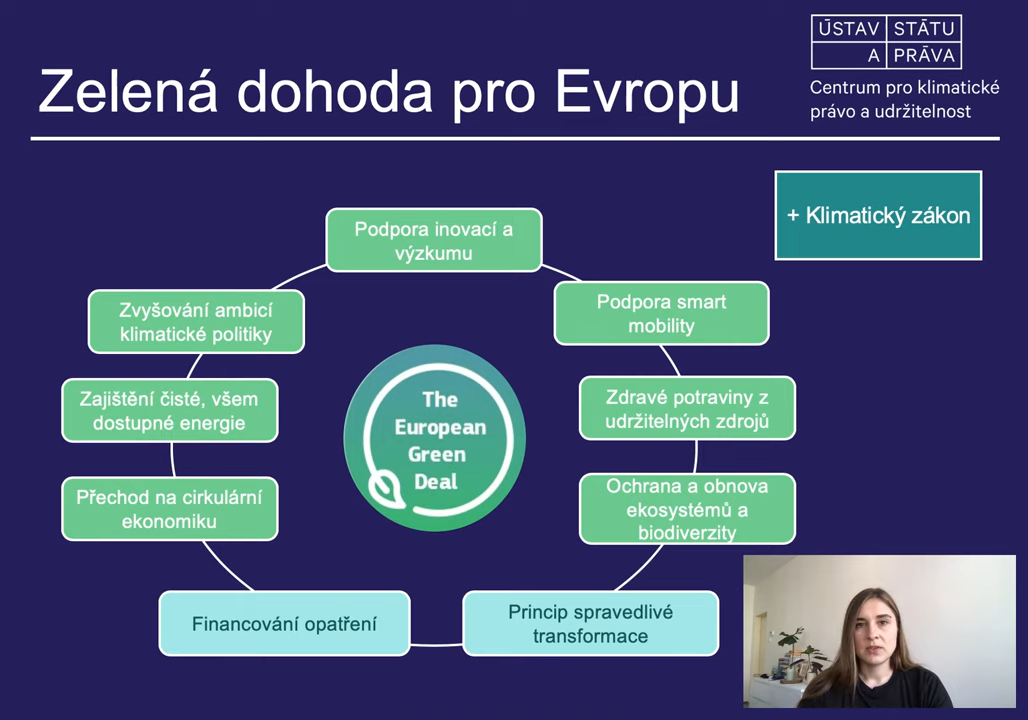 ÚSTAV STÁTU
A PRÁVA
Centrum pro klimatické
právo a udržitelnost
Zelená dohoda pro Evropu
+ Klimatický zákon
Podpora inovací a
výzkumu
Podpora smart
mobility
Zdravé potraviny z
udržitelných zdrojů
Ochrana a obnova
ekosystémů a
biodiverzity
Princip spravedlivé
transformace
Financování opatření
Přechod na cirkulární
ekonomiku
Zajištění čisté, všem
dostupné energie
Zvyšování ambicí
klimatické politiky
The
European
Green
Deal